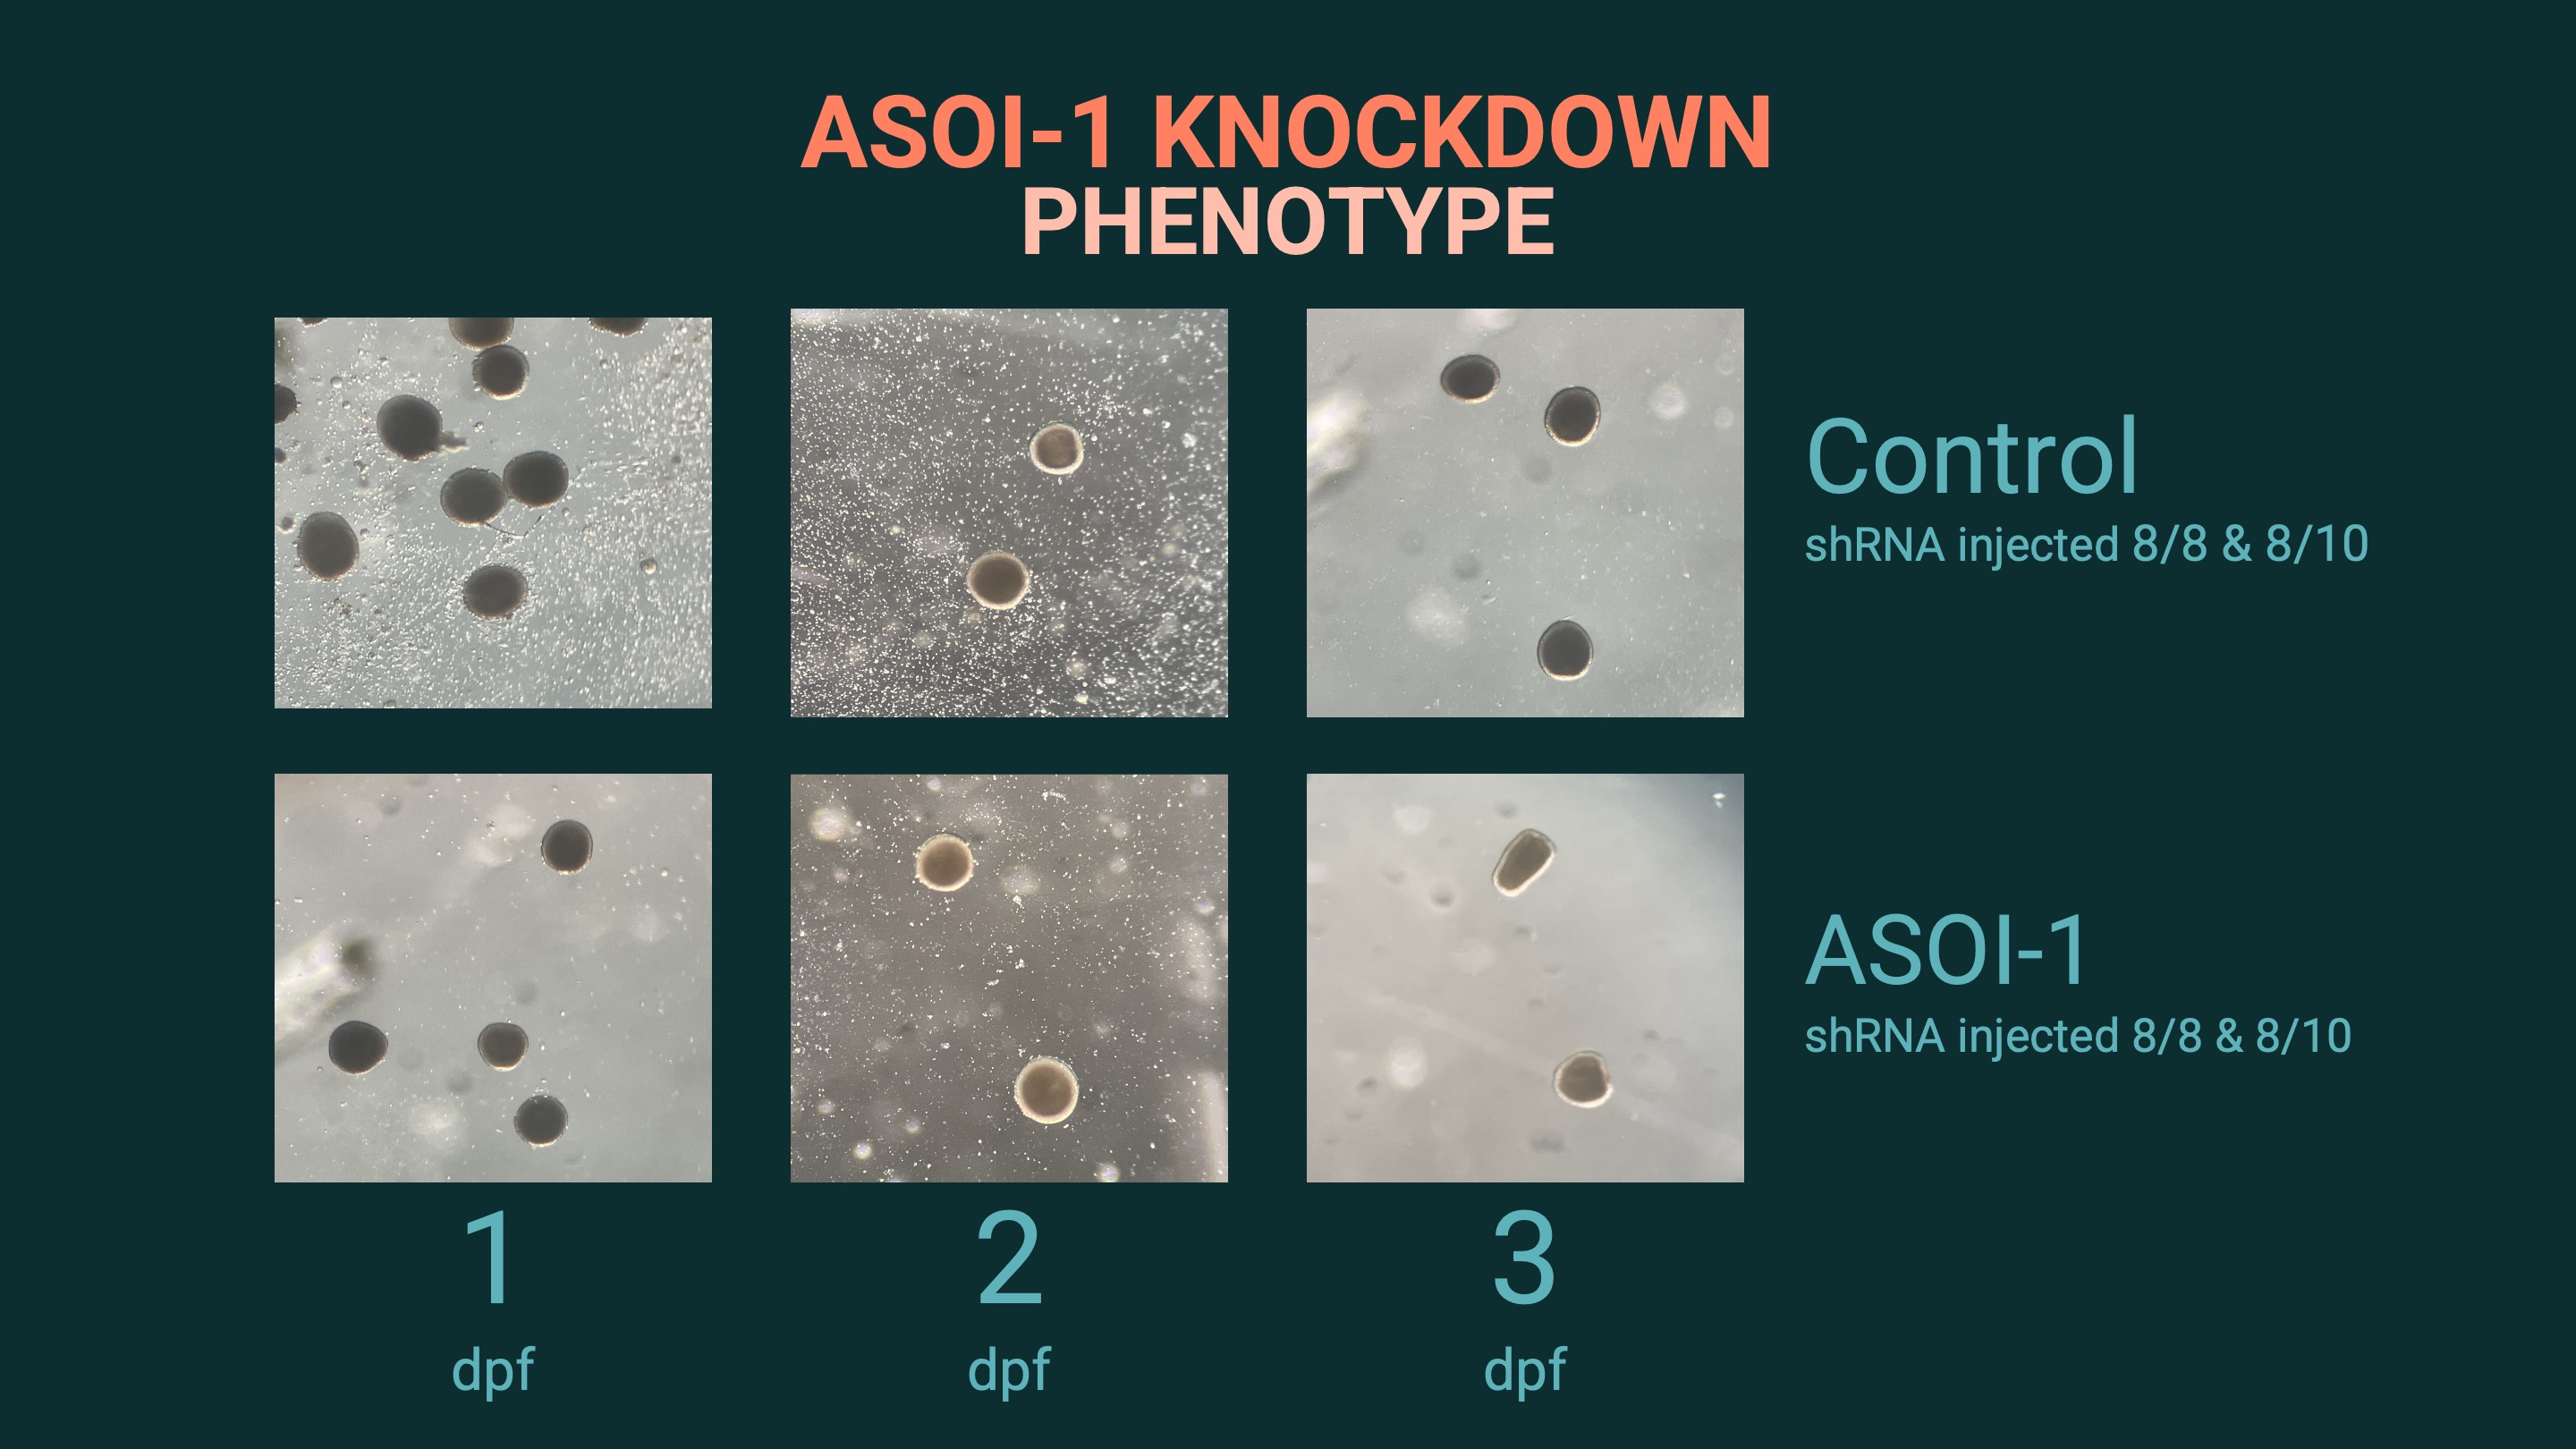 ASOI-1 KNOCKDOWN
PHENOTYPE
Control
shRNA injected 8/8 & 8/10
ASOI-1
shRNA injected 8/8 & 8/10
1
dpf
2
dpf
3
dpf